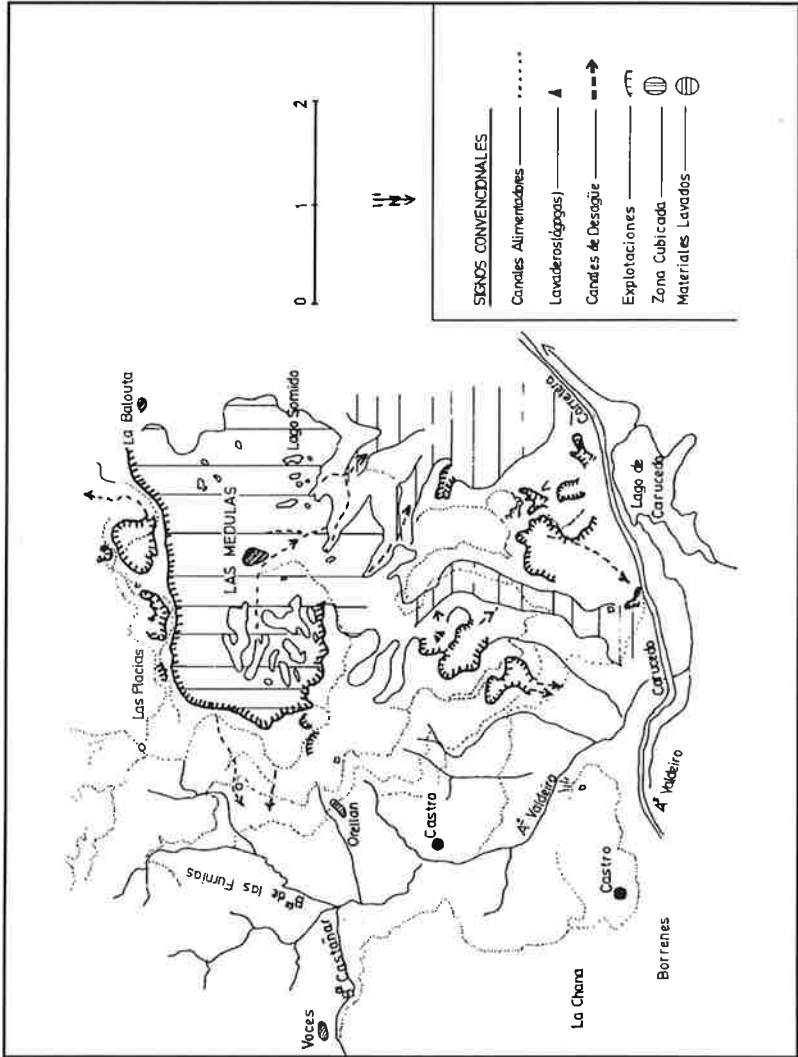 La Balouta
Las Placias
LAS MEDULAS
Lago Somido
Orellan
Bª de las Furnias
Castañar
Voces
Castro
Aº Valdeiro
Castro
La Chana
Borrenes
Carucedo
Aº Valdeiro
Carretera
Lago de
Carucedo
0 1 2
N
SIGNOS CONVENCIONALES
Canales Alimentadores
Lavaderos (ágogas)
Canales de Desagüe
Explotaciones
Zona Cubicada
Materiales Lavados